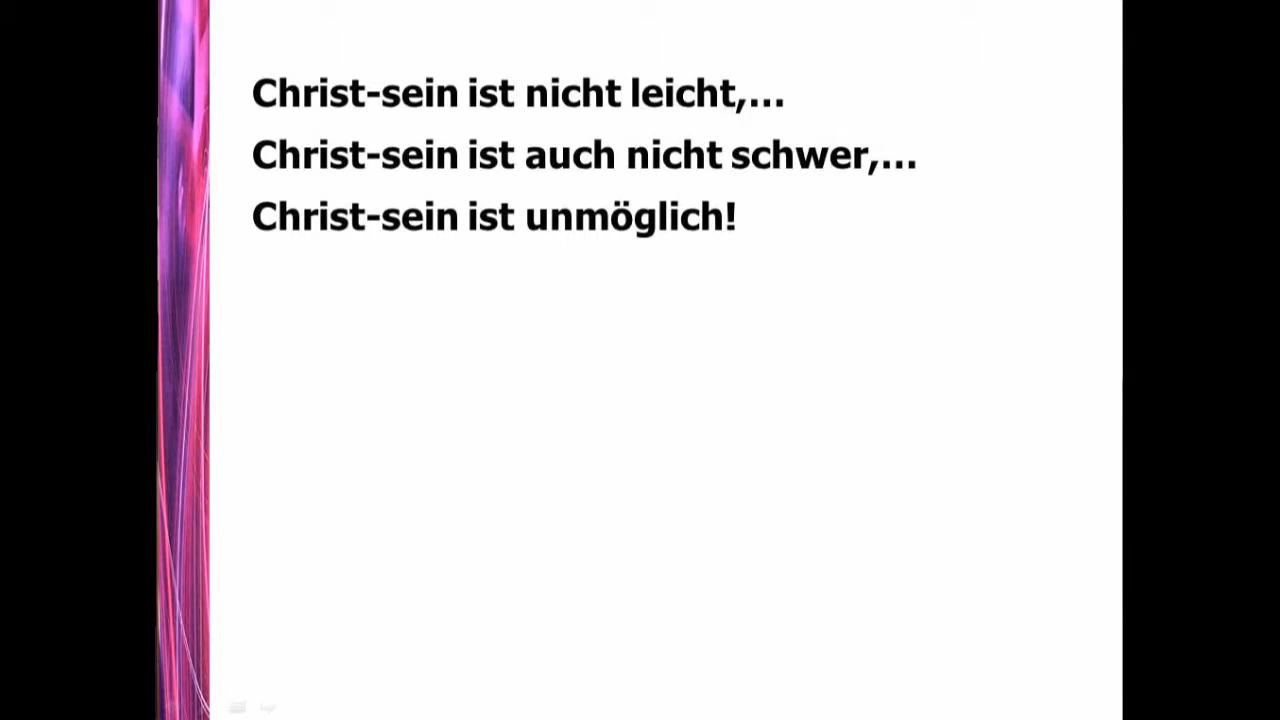 Christ-sein ist nicht leicht,...
Christ-sein ist auch nicht schwer,...
Christ-sein ist unmöglich!